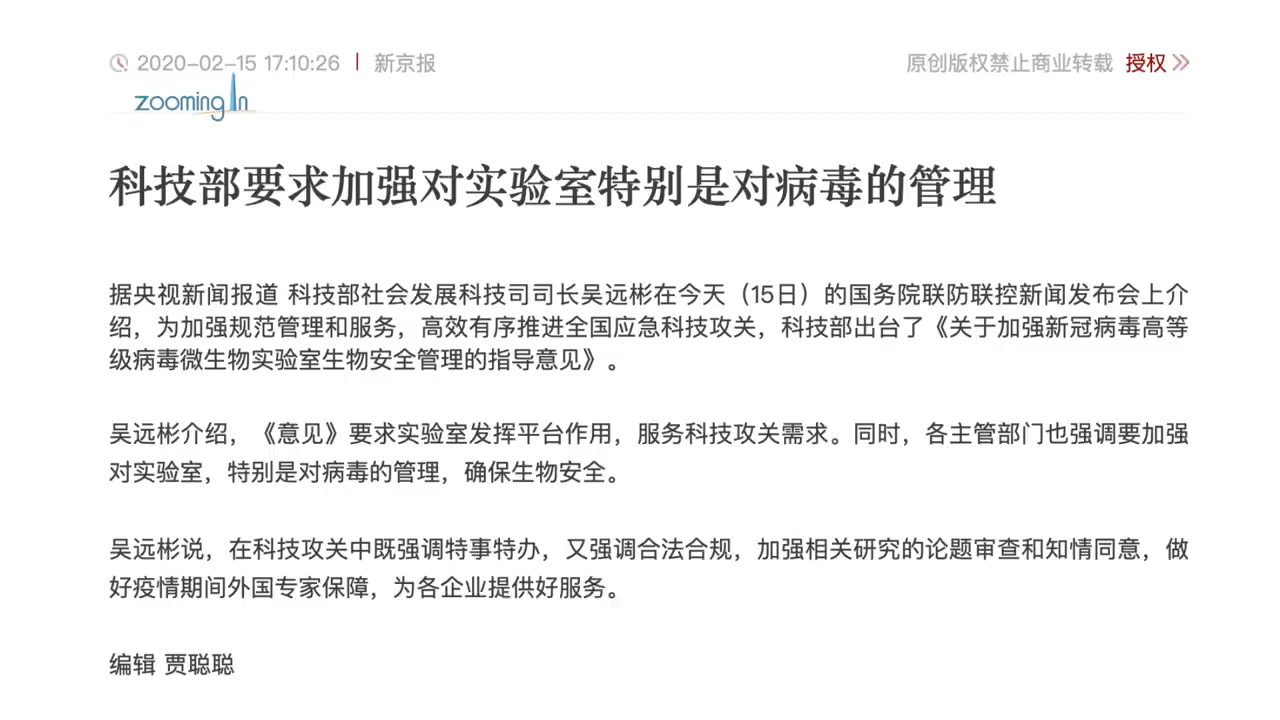 2020-02-15 17:10:26 | 新京报
原创版权禁止商业转载 授权
zoomingIn
科技部要求加强对实验室特别是对病毒的管理
据央视新闻报道 科技部社会发展科技司司长吴远彬在今天（15日）的国务院联防联控新闻发布会上介
绍，为加强规范管理和服务，高效有序推进全国应急科技攻关，科技部出台了《关于加强新冠病毒高等
级病毒微生物实验室生物安全管理的指导意见》。
吴远彬介绍，《意见》要求实验室发挥平台作用，服务科技攻关需求。同时，各主管部门也强调要加强
对实验室，特别是对病毒的管理，确保生物安全。
吴远彬说，在科技攻关中既强调特事特办，又强调合法合规，加强相关研究的论题审查和知情同意，做
好疫情期间外国专家保障，为各企业提供好服务。
编辑 贾聪聪